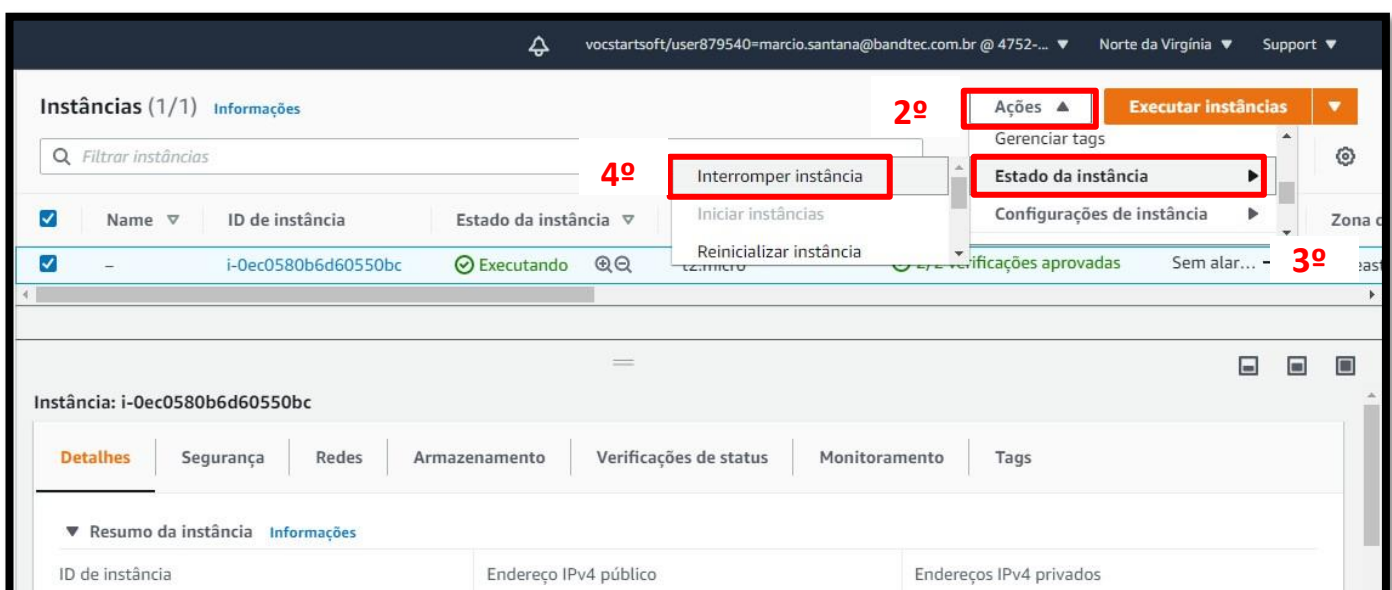 vocstartsoft/user879540=marcio.santana@bandtec.com.br @ 4752-... Norte da Virgínia Support
Instâncias (1/1) Informações 2º Ações Executar instâncias
Gerenciar tags
Filtrar instâncias
4º Interromper instância Estado da instância
Iniciar instâncias Configurações de instância
Name ID de instância Estado da instância Zona
Reinicializar instância
– i-0ec0580b6d60550bc Executando t2.micro 2/2 verificações aprovadas Sem alar... 3º
Instância: i-0ec0580b6d60550bc
Detalhes Segurança Redes Armazenamento Verificações de status Monitoramento Tags
Resumo da instância Informações
ID de instância Endereço IPv4 público Endereços IPv4 privados